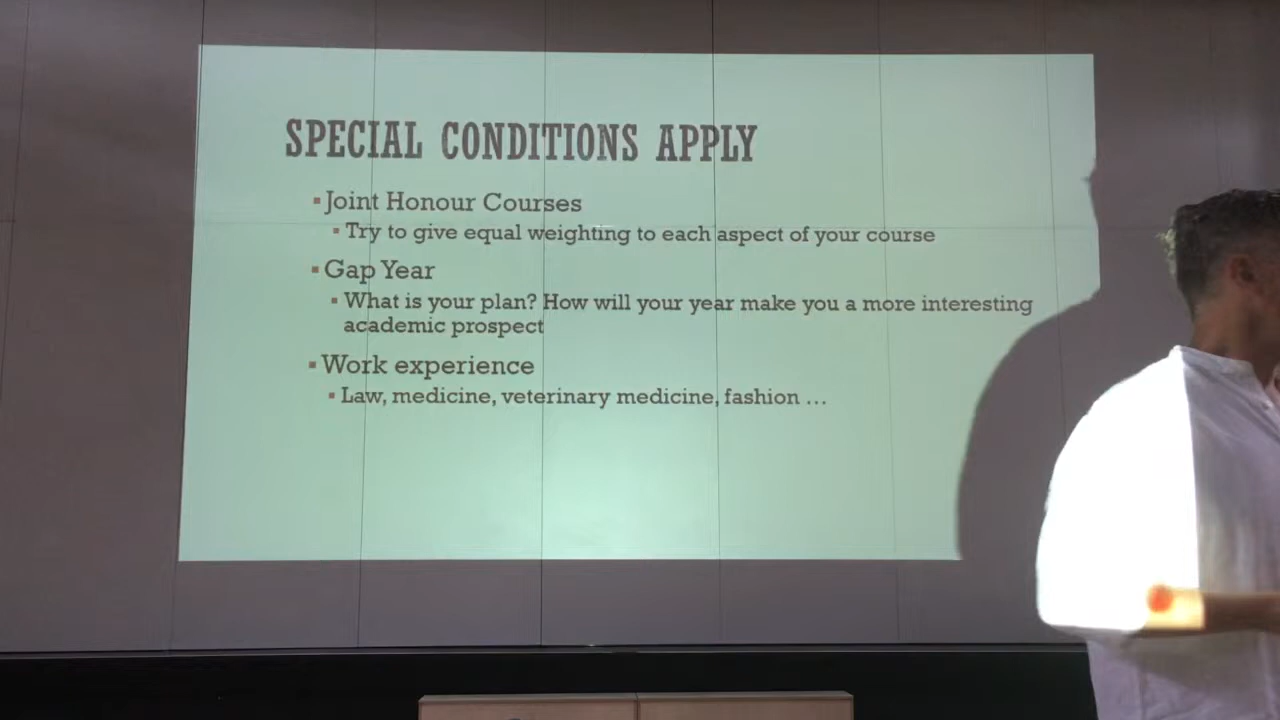 SPECIAL CONDITIONS APPLY
▪Joint Honour Courses
▪Try to give equal weighting to each aspect of your course
▪Gap Year
▪What is your plan? How will your year make you a more interesting
academic prospect
▪Work experience
▪Law, medicine, veterinary medicine, fashion …